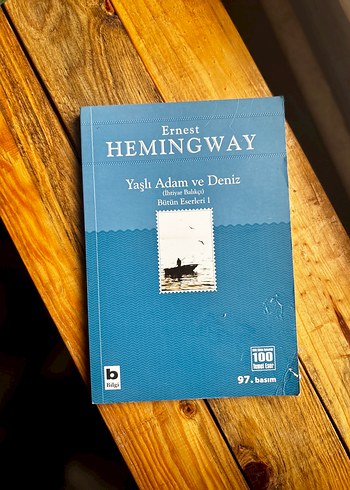 Ernest
HEMINGWAY
Yaşlı Adam ve Deniz
(İhtiyar Balıkçı)
Bütün Eserleri 1
b
Bilgi
100
Temel Eser
97. basım